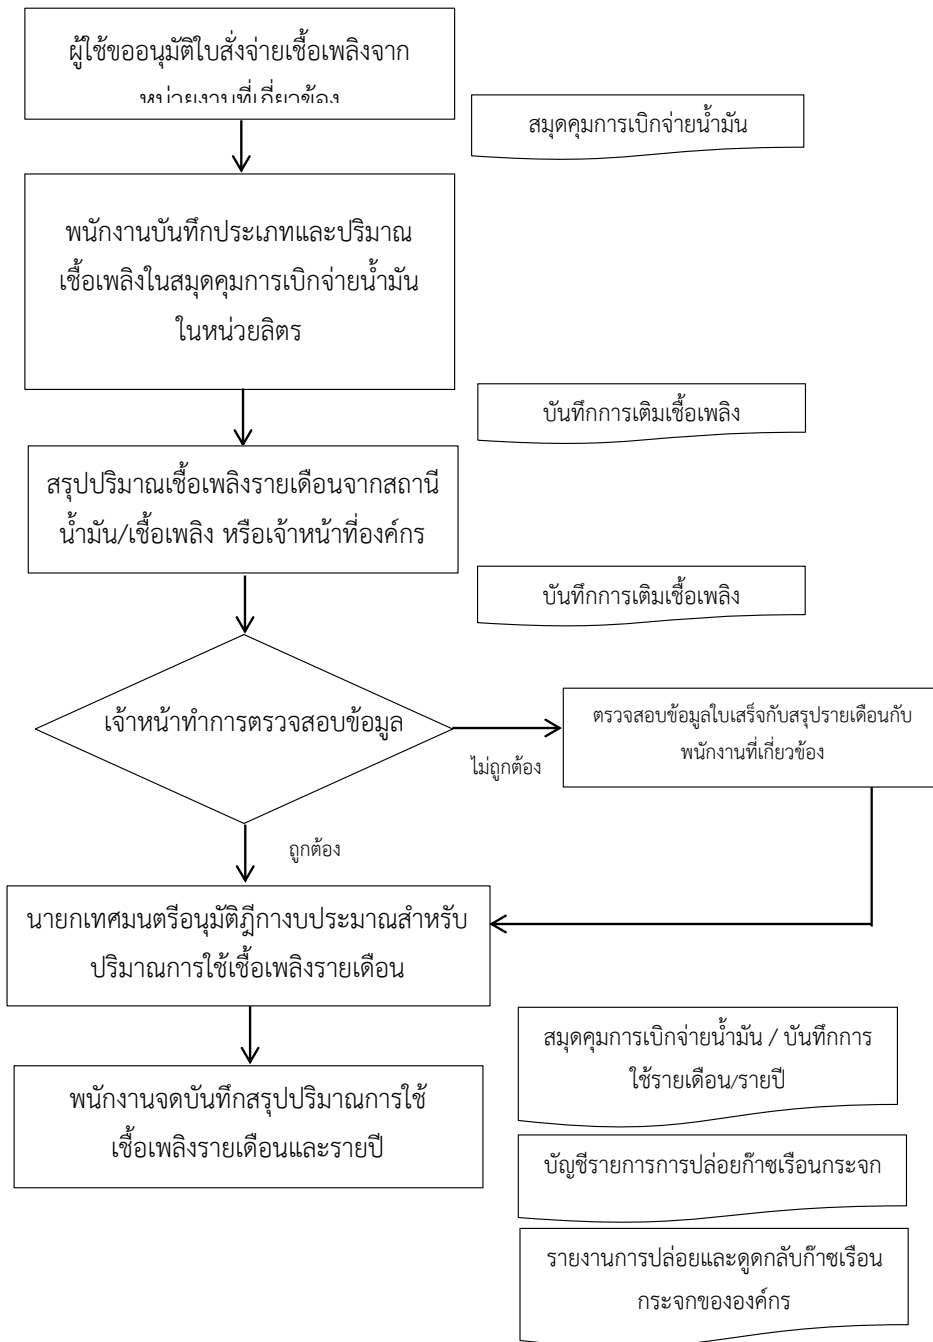 ผู้ใช้ขออนุมัติใบสั่งจ่ายเชื้อเพลิงจาก
หน่วยงานที่เกี่ยวข้อง
สมุดคุมการเบิกจ่ายน้ำมัน
พนักงานบันทึกประเภทและปริมาณ
เชื้อเพลิงในสมุดคุมการเบิกจ่ายน้ำมัน
ในหน่วยลิตร
บันทึกการเติมเชื้อเพลิง
สรุปปริมาณเชื้อเพลิงรายเดือนจากสถานี
น้ำมัน/เชื้อเพลิง หรือเจ้าหน้าที่องค์กร
บันทึกการเติมเชื้อเพลิง
เจ้าหน้าทำการตรวจสอบข้อมูล
ไม่ถูกต้อง
ตรวจสอบข้อมูลใบเสร็จกับสรุปรายเดือนกับ
พนักงานที่เกี่ยวข้อง
ถูกต้อง
นายกเทศมนตรีอนุมัติฎีกางบประมาณสำหรับ
ปริมาณการใช้เชื้อเพลิงรายเดือน
สมุดคุมการเบิกจ่ายน้ำมัน / บันทึกการ
ใช้รายเดือน/รายปี
พนักงานจดบันทึกสรุปปริมาณการใช้
เชื้อเพลิงรายเดือนและรายปี
บัญชีรายการการปล่อยก๊าซเรือนกระจก
รายงานการปล่อยและดูดกลับก๊าซเรือน
กระจกขององค์กร